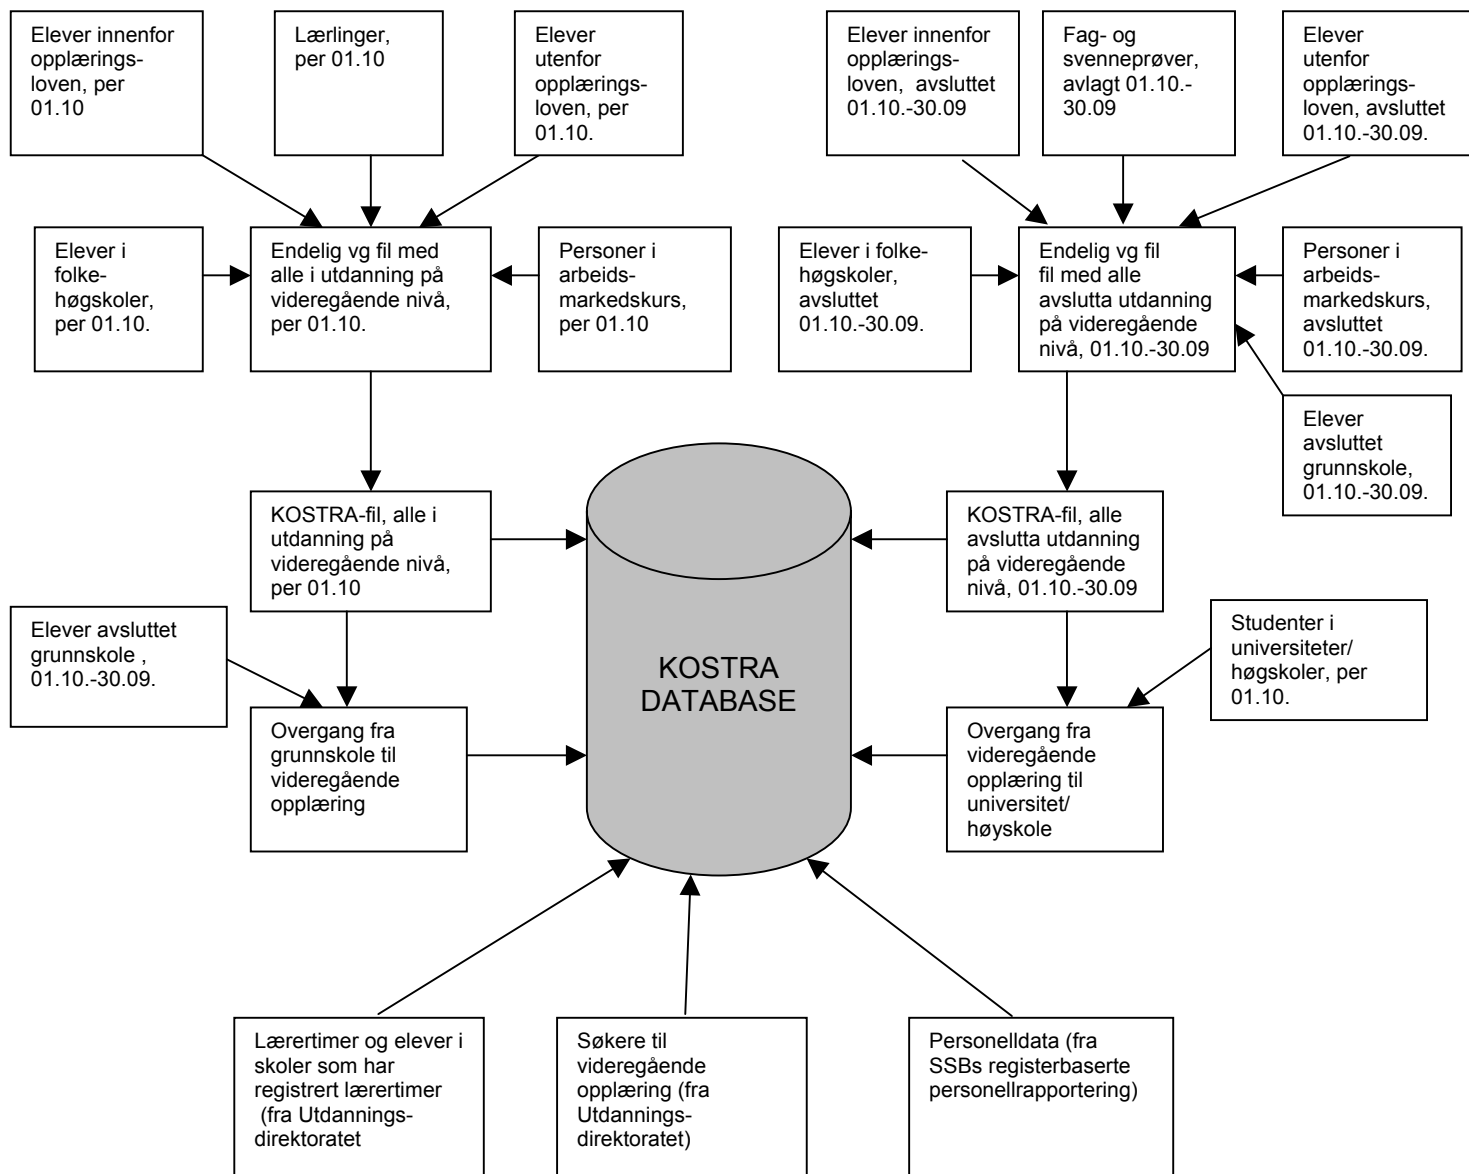 Elever innenfor
opplærings-
loven, per
01.10
Lærlinger,
per 01.10
Elever
utenfor
opplærings-
loven, per
01.10.
Elever innenfor
opplærings-
loven,  avsluttet
01.10.-30.09
Fag- og
svenneprøver,
avlagt 01.10.-
30.09
Elever
utenfor
opplærings-
loven, avsluttet
01.10.-30.09.
Elever i
folke-
høgskoler,
per 01.10.
Endelig vg fil med
alle i utdanning på
videregående nivå,
per 01.10.
Personer i
arbeids-
markedskurs,
per 01.10
Elever i folke-
høgskoler,
avsluttet
01.10.-30.09.
Endelig vg fil
fil med alle
avslutta utdanning
på videregående
nivå, 01.10.-30.09
Personer i
arbeids-
markedskurs,
avsluttet
01.10.-30.09.
Elever
avsluttet
grunnskole,
01.10.-30.09.
KOSTRA-fil, alle i
utdanning på
videregående nivå,
per 01.10
KOSTRA-fil, alle
avslutta utdanning
på videregående
nivå, 01.10.-30.09
Elever avsluttet
grunnskole ,
01.10.-30.09.
KOSTRA
DATABASE
Studenter i
universiteter/
høgskoler, per
01.10.
Overgang fra
grunnskole til
videregående
opplæring
Overgang fra
videregående
opplæring til
universitet/
høyskole
Lærertimer og elever i
skoler som har
registrert lærertimer
(fra Utdannings-
direktoratet
Søkere til
videregående
opplæring (fra
Utdannings-
direktoratet)
Personelldata (fra
SSBs registerbaserte
personellrapportering)